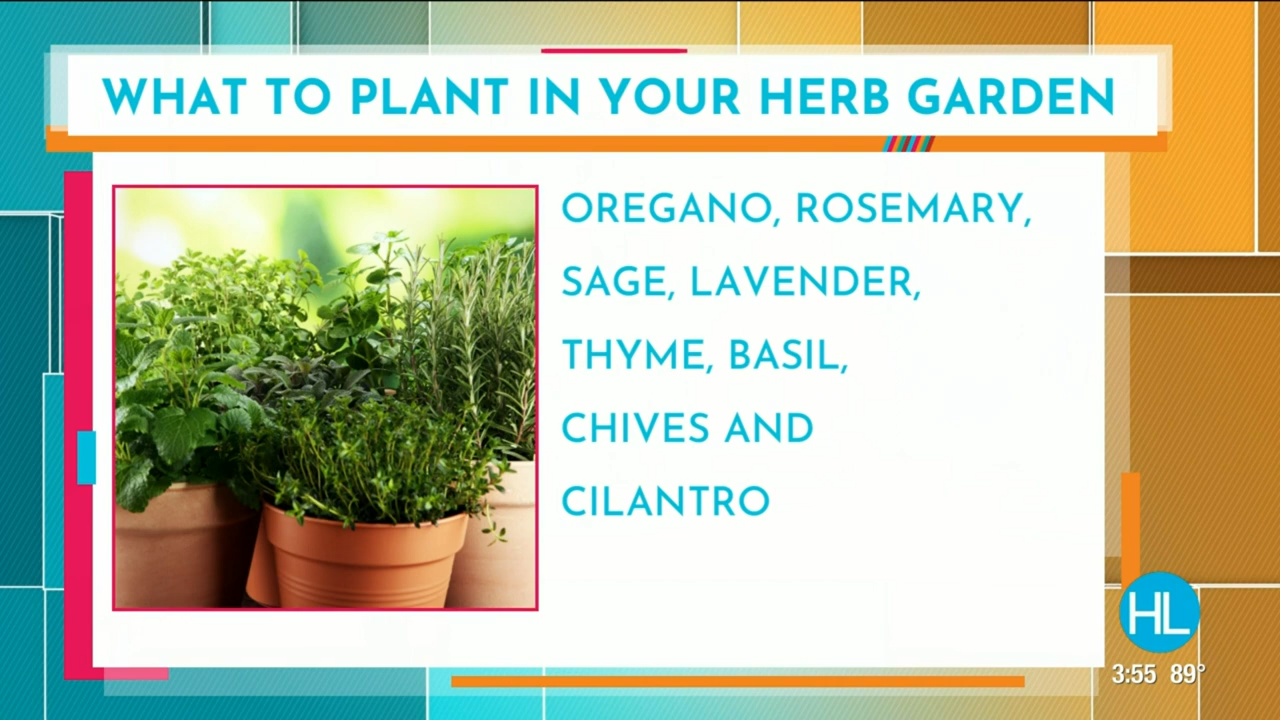 WHAT TO PLANT IN YOUR HERB GARDEN
OREGANO, ROSEMARY,
SAGE, LAVENDER,
THYME, BASIL,
CHIVES AND
CILANTRO
HL
3:55 89°